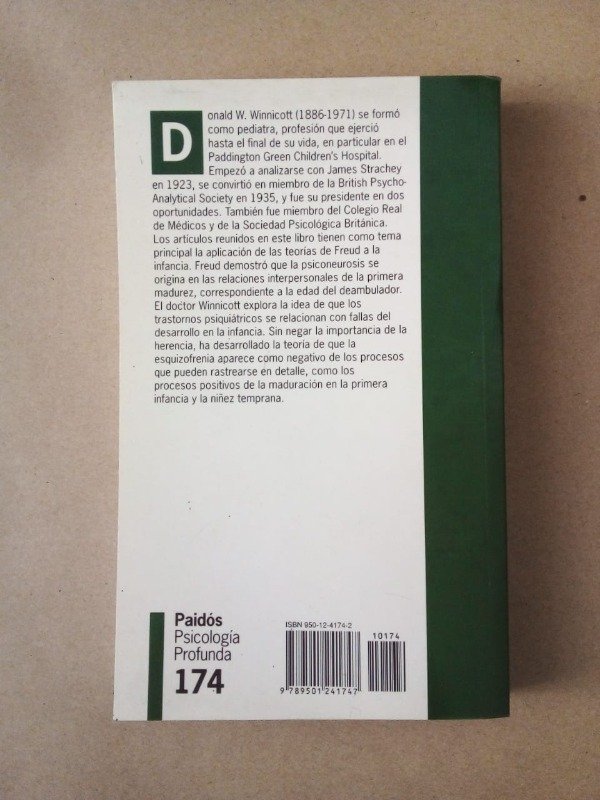 Donald W. Winnicott (1886-1971) se formó
como pediatra, profesión que ejerció
hasta el final de su vida, en particular en el
Paddington Green Children's Hospital.
Empezó a analizarse con James Strachey
en 1923, se convirtió en miembro de la British Psycho-
Analytical Society en 1935, y fue su presidente en dos
oportunidades. También fue miembro del Colegio Real
de Médicos y de la Sociedad Psicológica Británica.
Los artículos reunidos en este libro tienen como tema
principal la aplicación de las teorías de Freud a la
infancia. Freud demostró que la psiconeurosis se
origina en las relaciones interpersonales de la primera
madurez, correspondiente a la edad del deambulador.
El doctor Winnicott explora la idea de que los
trastornos psiquiátricos se relacionan con fallas del
desarrollo en la infancia. Sin negar la importancia de la
herencia, ha desarrollado la teoría de que la
esquizofrenia aparece como negativo de los procesos
que pueden rastrearse en detalle, como los
procesos positivos de la maduración en la primera
infancia y la niñez temprana.
Paidós
Psicología
Profunda
174
ISBN 950-12-4174-2
10174
9 789501 241747